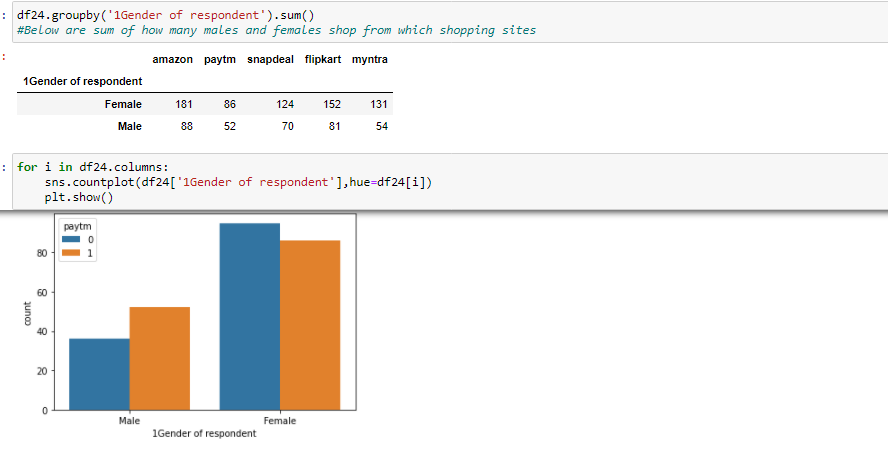 : df24.groupby('1Gender of respondent').sum()
#Below are sum of how many males and females shop from which shopping sites
:
amazon paytm snapdeal flipkart myntra
1Gender of respondent
Female 181 86 124 152 131
Male 88 52 70 81 54
: for i in df24.columns:
sns.countplot(df24['1Gender of respondent'],hue=df24[i])
plt.show()
paytm
0
1
80
60
40
20
0
count
Male Female
1Gender of respondent